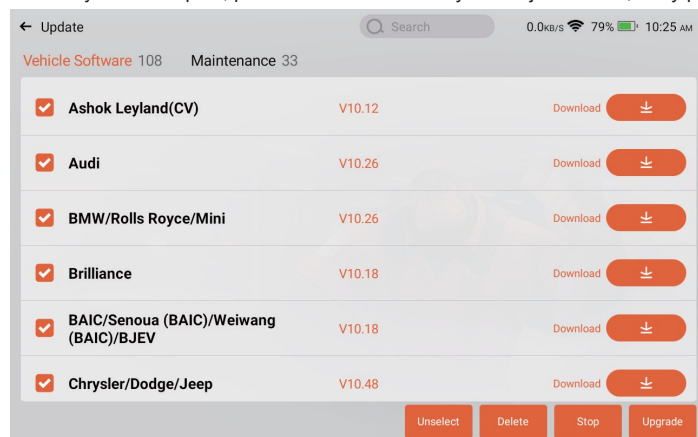 ← Update
Search
0.0KB/S 79% 10:25 AM
Vehicle Software 108 Maintenance 33
Ashok Leyland(CV) V10.12 Download
Audi V10.26 Download
BMW/Rolls Royce/Mini V10.26 Download
Brilliance V10.18 Download
BAIC/Senoua (BAIC)/Weiwang
(BAIC)/BJEV V10.18 Download
Chrysler/Dodge/Jeep V10.48 Download
Unselect Delete Stop Upgrade